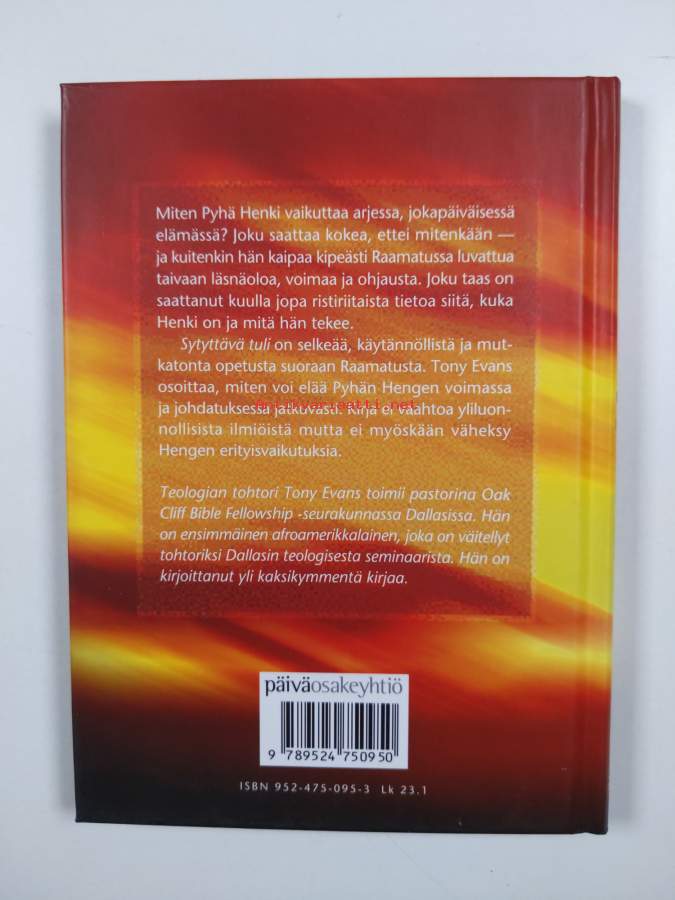 Miten Pyhä Henki vaikuttaa arjessa, jokapäiväisessä
elämässä? Joku saattaa kokea, ettei mitenkään —
ja kuitenkin hän kaipaa kipeästi Raamatussa luvattua
taivaan läsnäoloa, voimaa ja ohjausta. Joku taas on
saattanut kuulla jopa ristiriitaista tietoa siitä, kuka
Henki on ja mitä hän tekee.
Sytyttävä tuli on selkeää, käytännöllistä ja mut-
katonta opetusta suoraan Raamatusta. Tony Evans
osoittaa, miten voi elää Pyhän Hengen voimassa
antikvariaatti.net
ja johdatuksessa jatkuvasti. Kirja ei vaahtoa yliluon-
nollisista ilmiöistä mutta ei myöskään väheksy
Hengen erityisvaikutuksia.
Teologian tohtori Tony Evans toimii pastorina Oak
Cliff Bible Fellowship -seurakunnassa Dallasissa. Hän
on ensimmäinen afroamerikkalainen, joka on väitellyt
tohtoriksi Dallasin teologisesta seminaarista. Hän on
kirjoittanut yli kaksikymmentä kirjaa.
päiväosakeyhtiö
9 789524 750950
ISBN 952-475-095-3 Lk 23.1